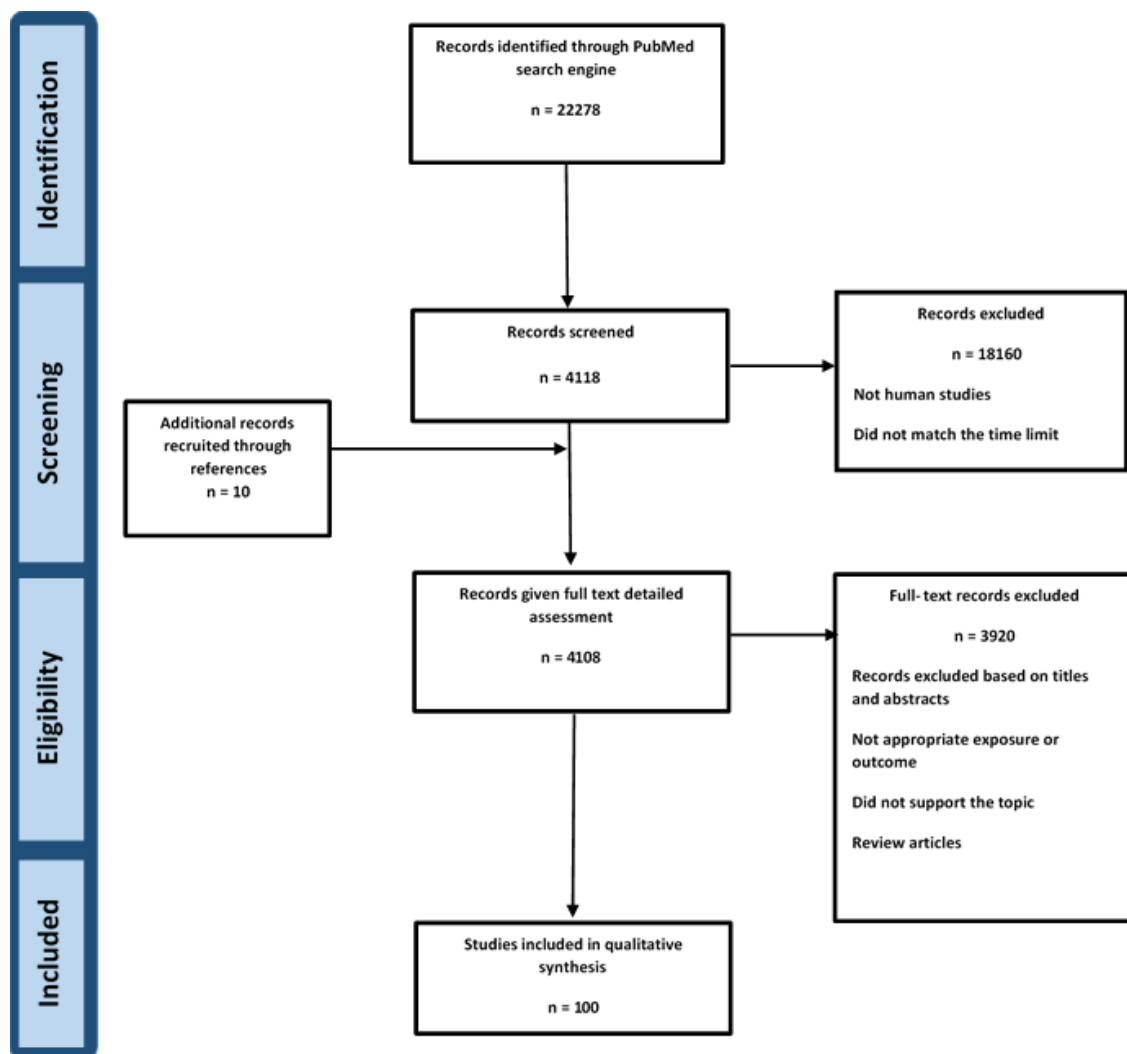 Identification
Records identified through PubMed
search engine
n = 22278
Screening
Records screened
n = 4118
Records excluded
n = 18160
Not human studies
Did not match the time limit
Additional records
recruited through
references
n = 10
Eligibility
Records given full text detailed
assessment
n = 4108
Full- text records excluded
n = 3920
Records excluded based on titles
and abstracts
Not appropriate exposure or
outcome
Did not support the topic
Review articles
Included
Studies included in qualitative
synthesis
n = 100